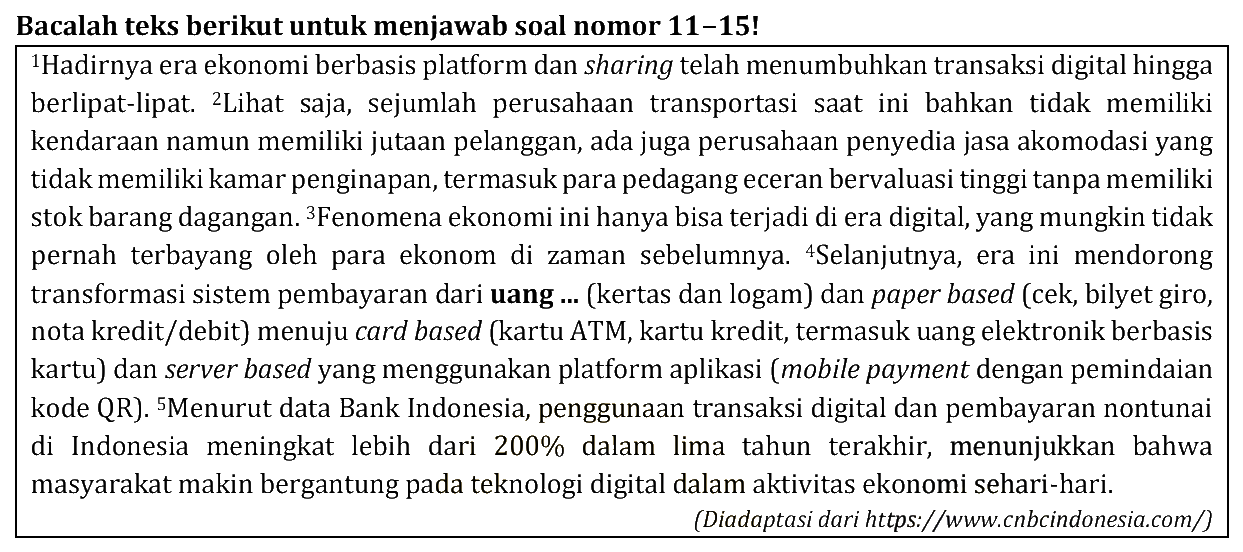 Bacalah teks berikut untuk menjawab soal nomor 11–15!
¹Hadirnya era ekonomi berbasis platform dan sharing telah menumbuhkan transaksi digital hingga
berlipat-lipat. ²Lihat saja, sejumlah perusahaan transportasi saat ini bahkan tidak memiliki
kendaraan namun memiliki jutaan pelanggan, ada juga perusahaan penyedia jasa akomodasi yang
tidak memiliki kamar penginapan, termasuk para pedagang eceran bervaluasi tinggi tanpa memiliki
stok barang dagangan. ³Fenomena ekonomi ini hanya bisa terjadi di era digital, yang mungkin tidak
pernah terbayang oleh para ekonom di zaman sebelumnya. ⁴Selanjutnya, era ini mendorong
transformasi sistem pembayaran dari uang ... (kertas dan logam) dan paper based (cek, bilyet giro,
nota kredit/debit) menuju card based (kartu ATM, kartu kredit, termasuk uang elektronik berbasis
kartu) dan server based yang menggunakan platform aplikasi (mobile payment dengan pemindaian
kode QR). ⁵Menurut data Bank Indonesia, penggunaan transaksi digital dan pembayaran nontunai
di Indonesia meningkat lebih dari 200% dalam lima tahun terakhir, menunjukkan bahwa
masyarakat makin bergantung pada teknologi digital dalam aktivitas ekonomi sehari-hari.
(Diadaptasi dari https://www.cnbcindonesia.com/)